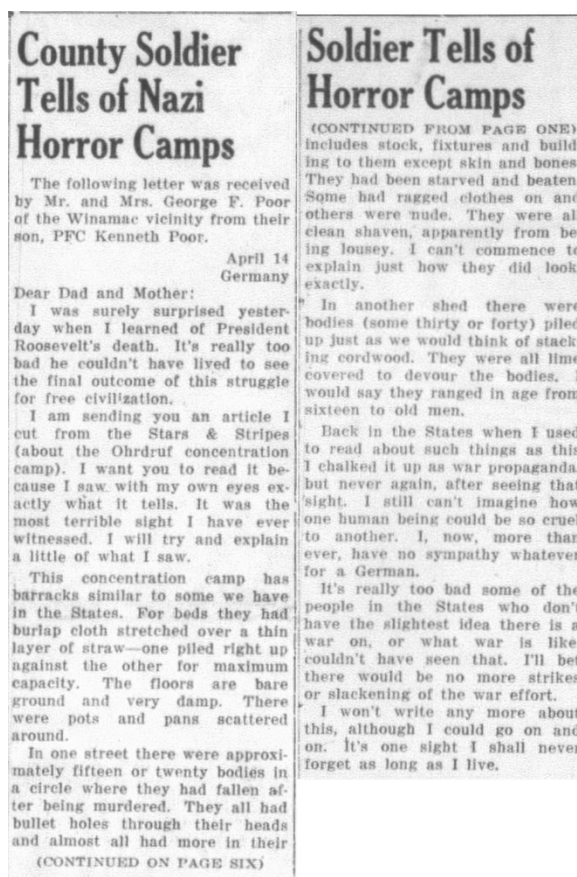 County Soldier
Tells of Nazi
Horror Camps
The following letter was received
by Mr. and Mrs. George F. Poor
of the Winamac vicinity from their
son, PFC Kenneth Poor.
April 14
Germany
Dear Dad and Mother:
I was surely surprised yester-
day when I learned of President
Roosevelt's death. It's really too
bad he couldn't have lived to see
the final outcome of this struggle
for free civilization.
I am sending you an article I
cut from the Stars & Stripes
(about the Ohrdruf concentration
camp). I want you to read it be-
cause I saw with my own eyes ex-
actly what it tells. It was the
most terrible sight I have ever
witnessed. I will try and explain
a little of what I saw.
This concentration camp has
barracks similar to some we have
in the States. For beds they had
burlap cloth stretched over a thin
layer of straw—one piled right up
against the other for maximum
capacity. The floors are bare
ground and very damp. There
were pots and pans scattered
around.
In one street there were approxi-
mately fifteen or twenty bodies in
a circle where they had fallen af-
ter being murdered. They all had
bullet holes through their heads
and almost all had more in their
(CONTINUED ON PAGE SIX)
Soldier Tells of
Horror Camps
(CONTINUED FROM PAGE ONE)
includes stock, fixtures and build
ing to them except skin and bones
They had been starved and beaten
Some had ragged clothes on and
others were nude. They were al
clean shaven, apparently from be
ing lousey. I can't commence to
explain just how they did look
exactly.
In another shed there were
bodies (some thirty or forty) piled
up just as we would think of stack
ing cordwood. They were all lime
covered to devour the bodies. I
would say they ranged in age from
sixteen to old men.
Back in the States when I used
to read about such things as this
I chalked it up as war propaganda
but never again, after seeing that
sight. I still can't imagine how
one human being could be so cruel
to another. I, now, more than
ever, have no sympathy whatever
for a German.
It's really too bad some of the
people in the States who don't
have the slightest idea there is a
war on, or what war is like
couldn't have seen that. I'll bet
there would be no more strikes
or slackening of the war effort.
I won't write any more about
this, although I could go on and
on. It's one sight I shall never
forget as long as I live.